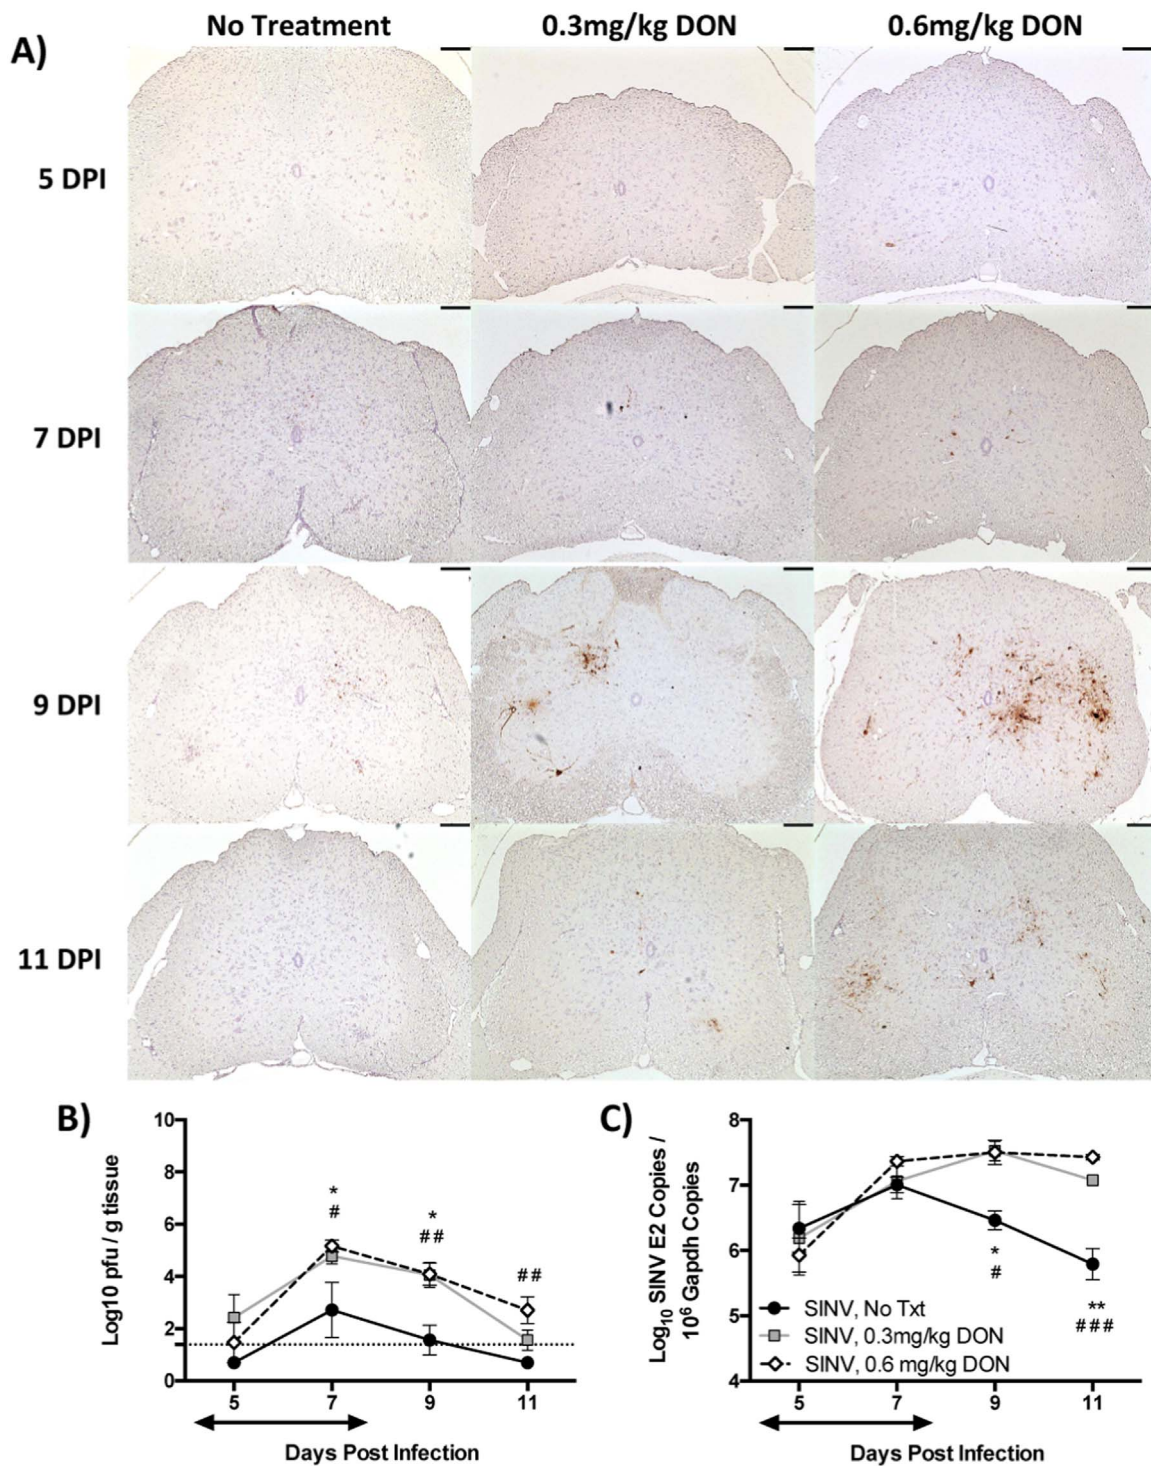 No Treatment 0.3mg/kg DON 0.6mg/kg DON
A)
5 DPI
7 DPI
9 DPI
11 DPI
B)
10
8
6
4
2
0
Log10 pfu / g tissue
*
#
*
##
##
5 7 9 11
Days Post Infection
C)
8
7
6
5
4
Log₁₀ SINV E2 Copies /
10⁶ Gapdh Copies
*
#
**
###
SINV, No Txt
SINV, 0.3mg/kg DON
SINV, 0.6 mg/kg DON
5 7 9 11
Days Post Infection